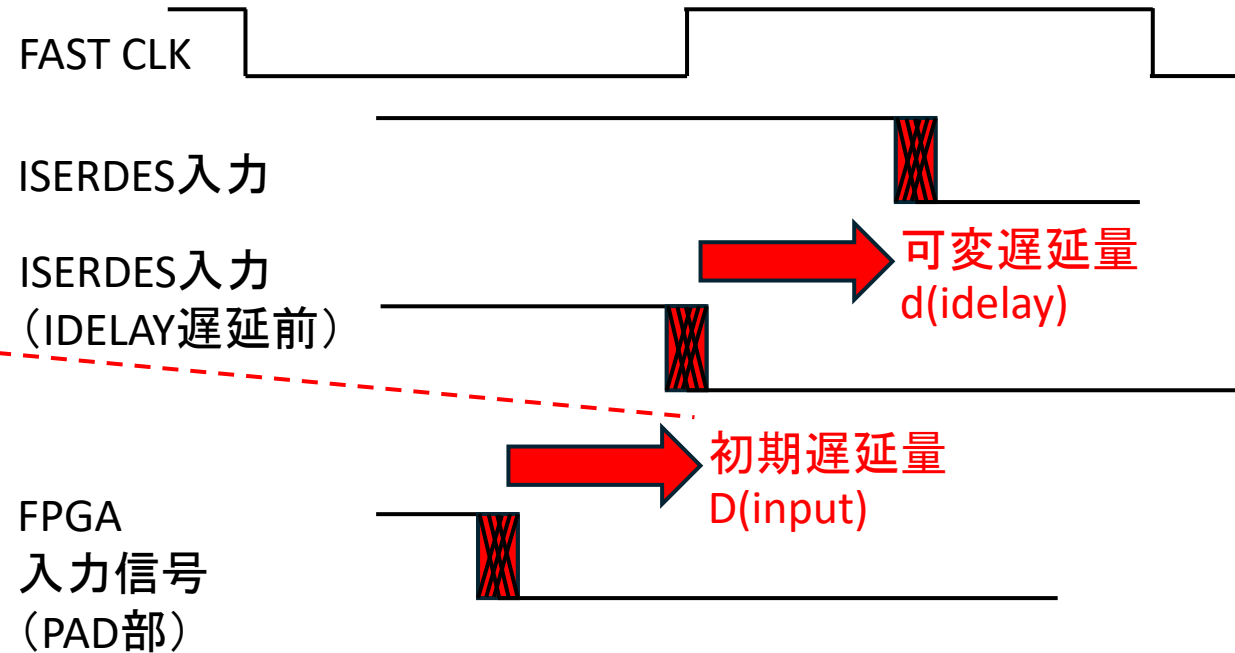 FAST CLK
ISERDES入力
ISERDES入力
（IDELAY遅延前）
可変遅延量
d(idelay)
初期遅延量
D(input)
FPGA
入力信号
（PAD部）